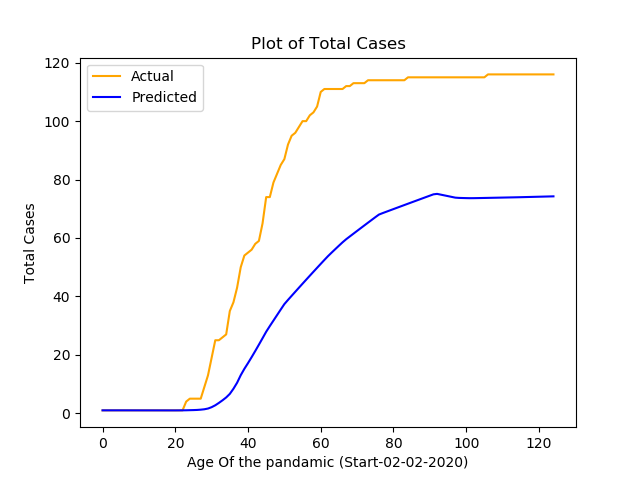 Plot of Total Cases
Actual
Predicted
Total Cases
120
100
80
60
40
20
0
0 20 40 60 80 100 120
Age Of the pandamic (Start-02-02-2020)